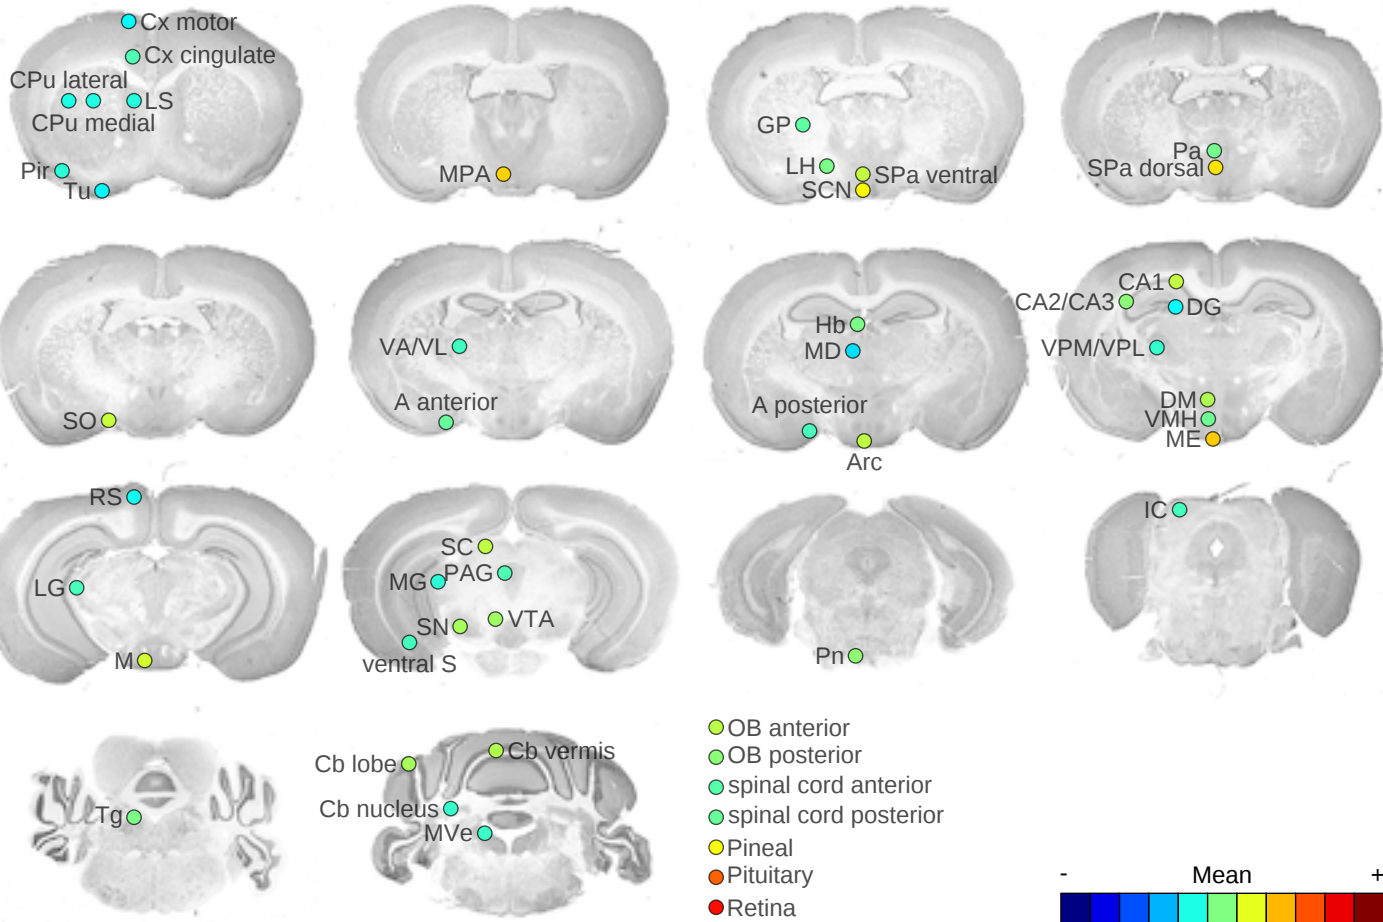 Cx motor
Cx cingulate
CPu lateral
LS
CPu medial
Pir
Tu
MPA
GP
LH
SPa ventral
SCN
Pa
SPa dorsal
SO
VA/VL
A anterior
Hb
MD
A posterior
Arc
CA1
CA2/CA3
DG
VPM/VPL
DM
VMH
ME
RS
LG
M
SC
MG
PAG
SN
VTA
ventral S
Pn
IC
Tg
Cb lobe
Cb vermis
Cb nucleus
MVe
OB anterior
OB posterior
spinal cord anterior
spinal cord posterior
Pineal
Pituitary
Retina
- Mean +